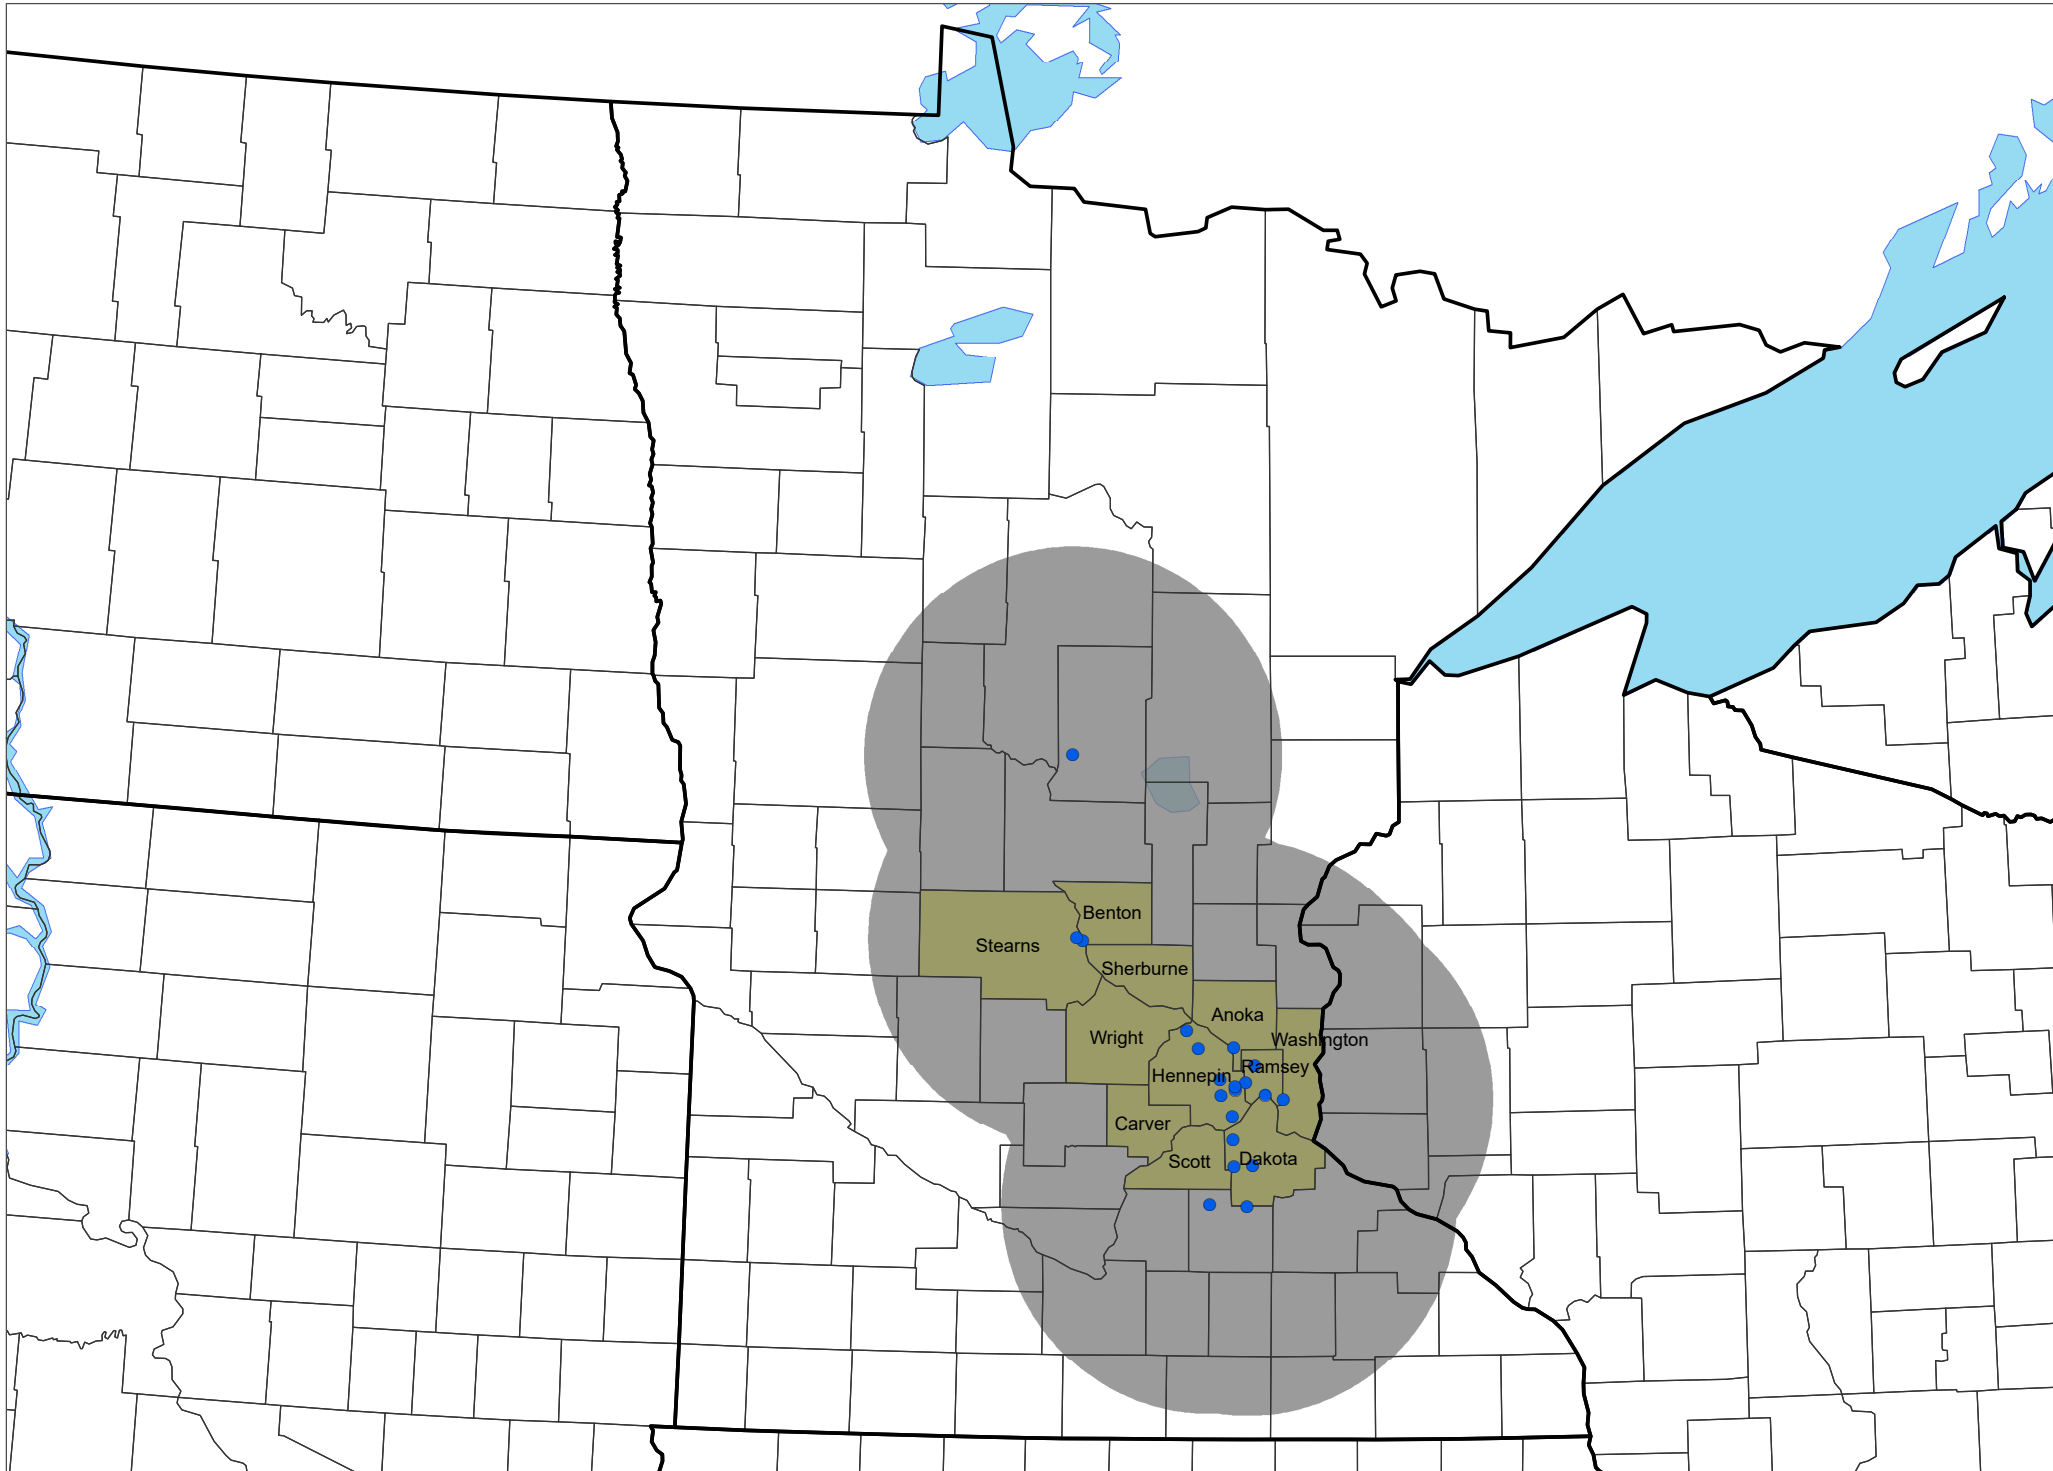 Benton
Stearns
Sherburne
Anoka
Wright
Washington
Ramsey
Hennepin
Carver
Scott
Dakota